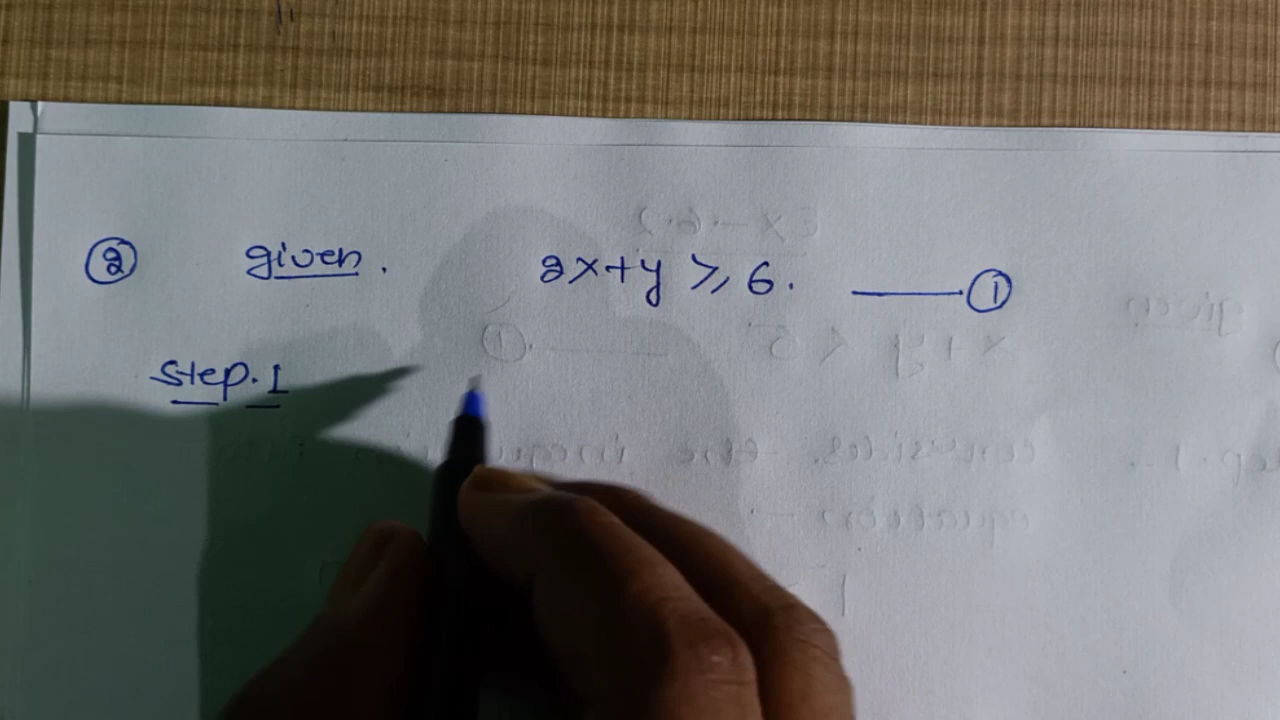 ② given. 2x+y ≥ 6. ——— ①
Step. 1